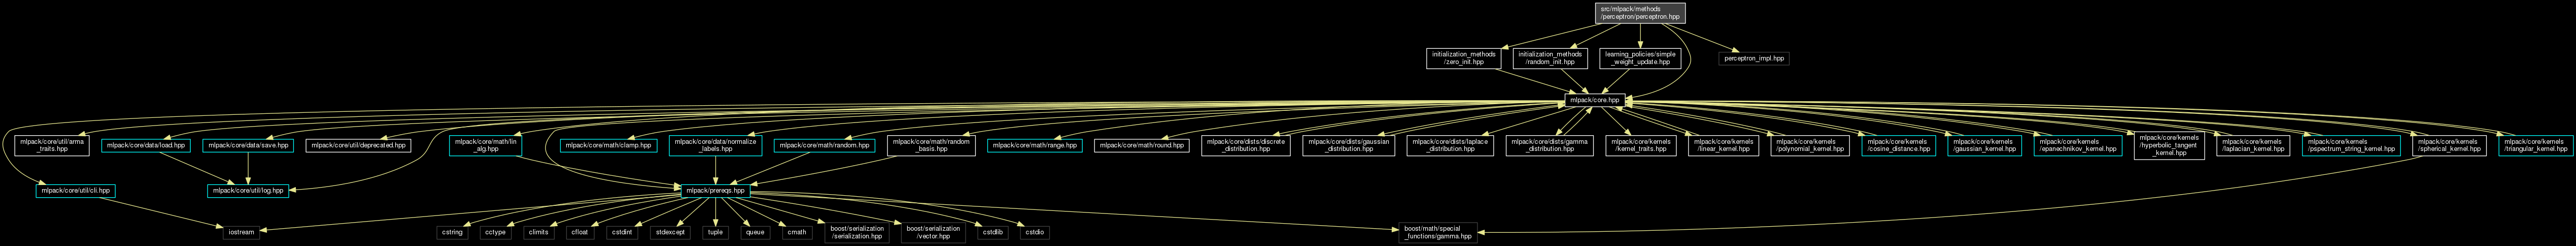 src/mlpack/methods
/perceptron/perceptron.hpp
initialization_methods
/zero_init.hpp
initialization_methods
/random_init.hpp
learning_policies/simple
_weight_update.hpp
perceptron_impl.hpp
mlpack/core.hpp
mlpack/core/util/arma
_traits.hpp
mlpack/core/data/load.hpp
mlpack/core/data/save.hpp
mlpack/core/util/deprecated.hpp
mlpack/core/math/lin
_alg.hpp
mlpack/core/math/clamp.hpp
mlpack/core/data/normalize
_labels.hpp
mlpack/core/math/random.hpp
mlpack/core/math/random
_basis.hpp
mlpack/core/math/range.hpp
mlpack/core/math/round.hpp
mlpack/core/dists/discrete
_distribution.hpp
mlpack/core/dists/gaussian
_distribution.hpp
mlpack/core/dists/laplace
_distribution.hpp
mlpack/core/dists/gamma
_distribution.hpp
mlpack/core/kernels
/kernel_traits.hpp
mlpack/core/kernels
/linear_kernel.hpp
mlpack/core/kernels
/polynomial_kernel.hpp
mlpack/core/kernels
/cosine_distance.hpp
mlpack/core/kernels
/gaussian_kernel.hpp
mlpack/core/kernels
/epanechnikov_kernel.hpp
mlpack/core/kernels
/hyperbolic_tangent
_kernel.hpp
mlpack/core/kernels
/laplacian_kernel.hpp
mlpack/core/kernels
/pspectrum_string_kernel.hpp
mlpack/core/kernels
/spherical_kernel.hpp
mlpack/core/kernels
/triangular_kernel.hpp
mlpack/core/util/cli.hpp
mlpack/core/util/log.hpp
mlpack/prereqs.hpp
iostream
cstring
cctype
climits
cfloat
cstdint
stdexcept
tuple
queue
cmath
boost/serialization
/serialization.hpp
boost/serialization
/vector.hpp
cstdlib
cstdio
boost/math/special
_functions/gamma.hpp